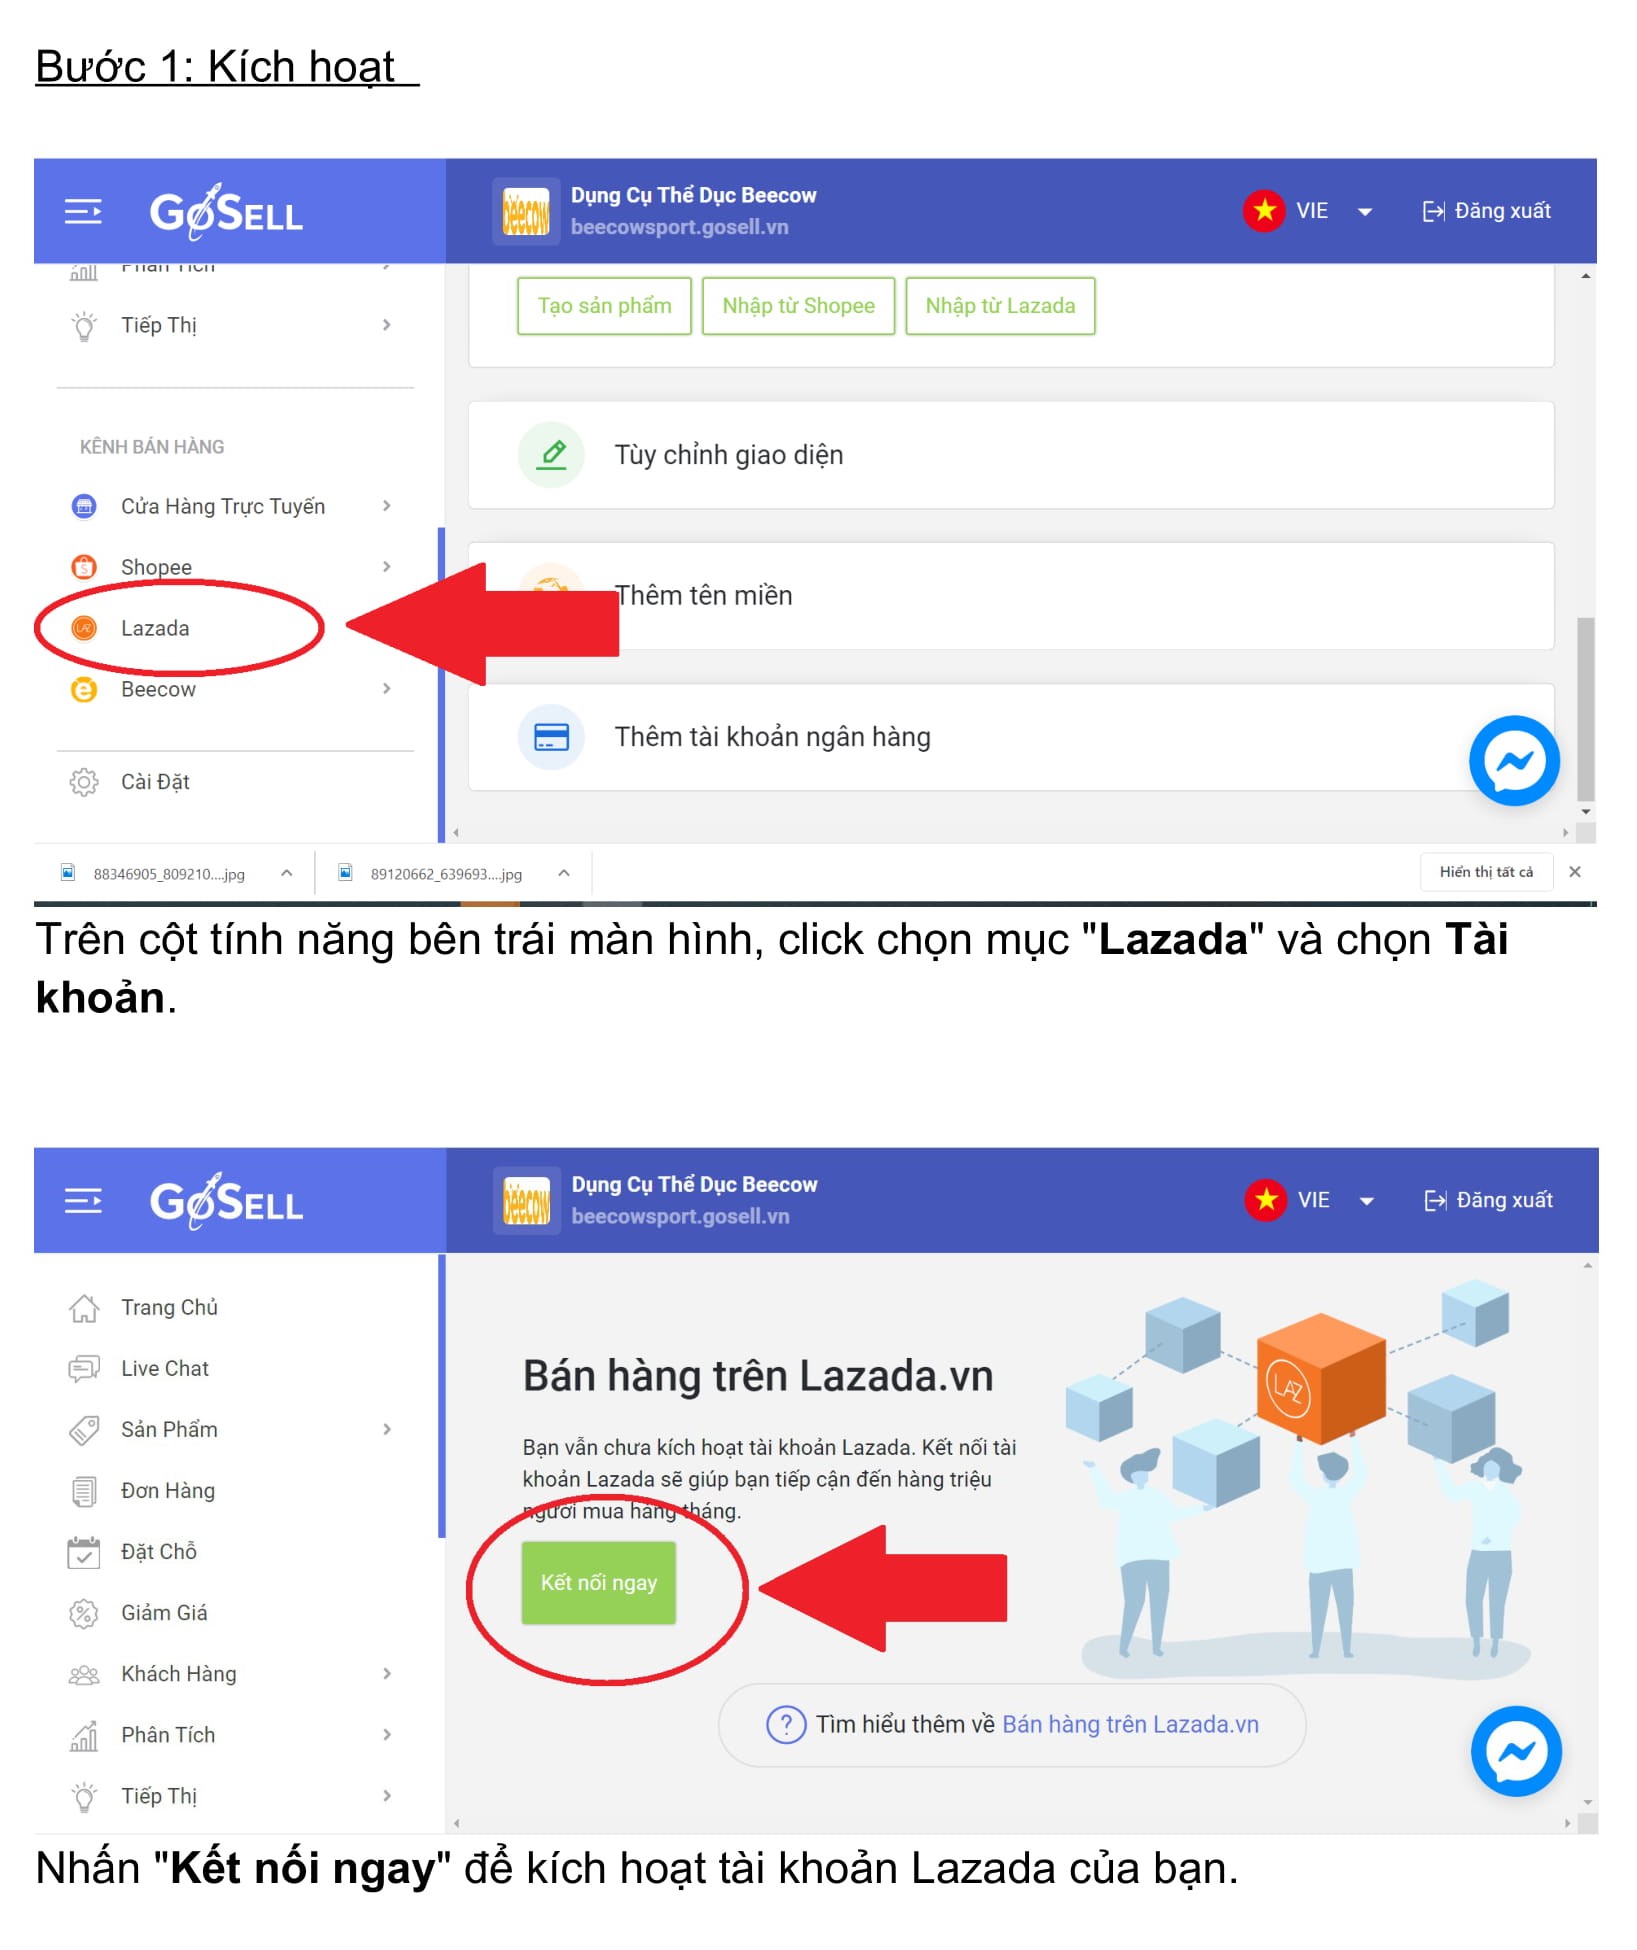 Bước 1: Kích hoạt
GoSELL
Dụng Cụ Thể Dục Beecow
beecowsport.gosell.vn
VIE
Đăng xuất
Phân Tích
Tiếp Thị
KÊNH BÁN HÀNG
Cửa Hàng Trực Tuyến
Shopee
Lazada
Beecow
Cài Đặt
Tạo sản phẩm
Nhập từ Shopee
Nhập từ Lazada
Tùy chỉnh giao diện
Thêm tên miền
Thêm tài khoản ngân hàng
88346905_809210....jpg
89120662_639693....jpg
Hiển thị tất cả
Trên cột tính năng bên trái màn hình, click chọn mục "Lazada" và chọn Tài
khoản.
GoSELL
Dụng Cụ Thể Dục Beecow
beecowsport.gosell.vn
VIE
Đăng xuất
Trang Chủ
Live Chat
Sản Phẩm
Đơn Hàng
Đặt Chỗ
Giảm Giá
Khách Hàng
Phân Tích
Tiếp Thị
Bán hàng trên Lazada.vn
Bạn vẫn chưa kích hoạt tài khoản Lazada. Kết nối tài
khoản Lazada sẽ giúp bạn tiếp cận đến hàng triệu
người mua hàng tháng.
Kết nối ngay
LAZ
Tìm hiểu thêm về Bán hàng trên Lazada.vn
Nhấn "Kết nối ngay" để kích hoạt tài khoản Lazada của bạn.